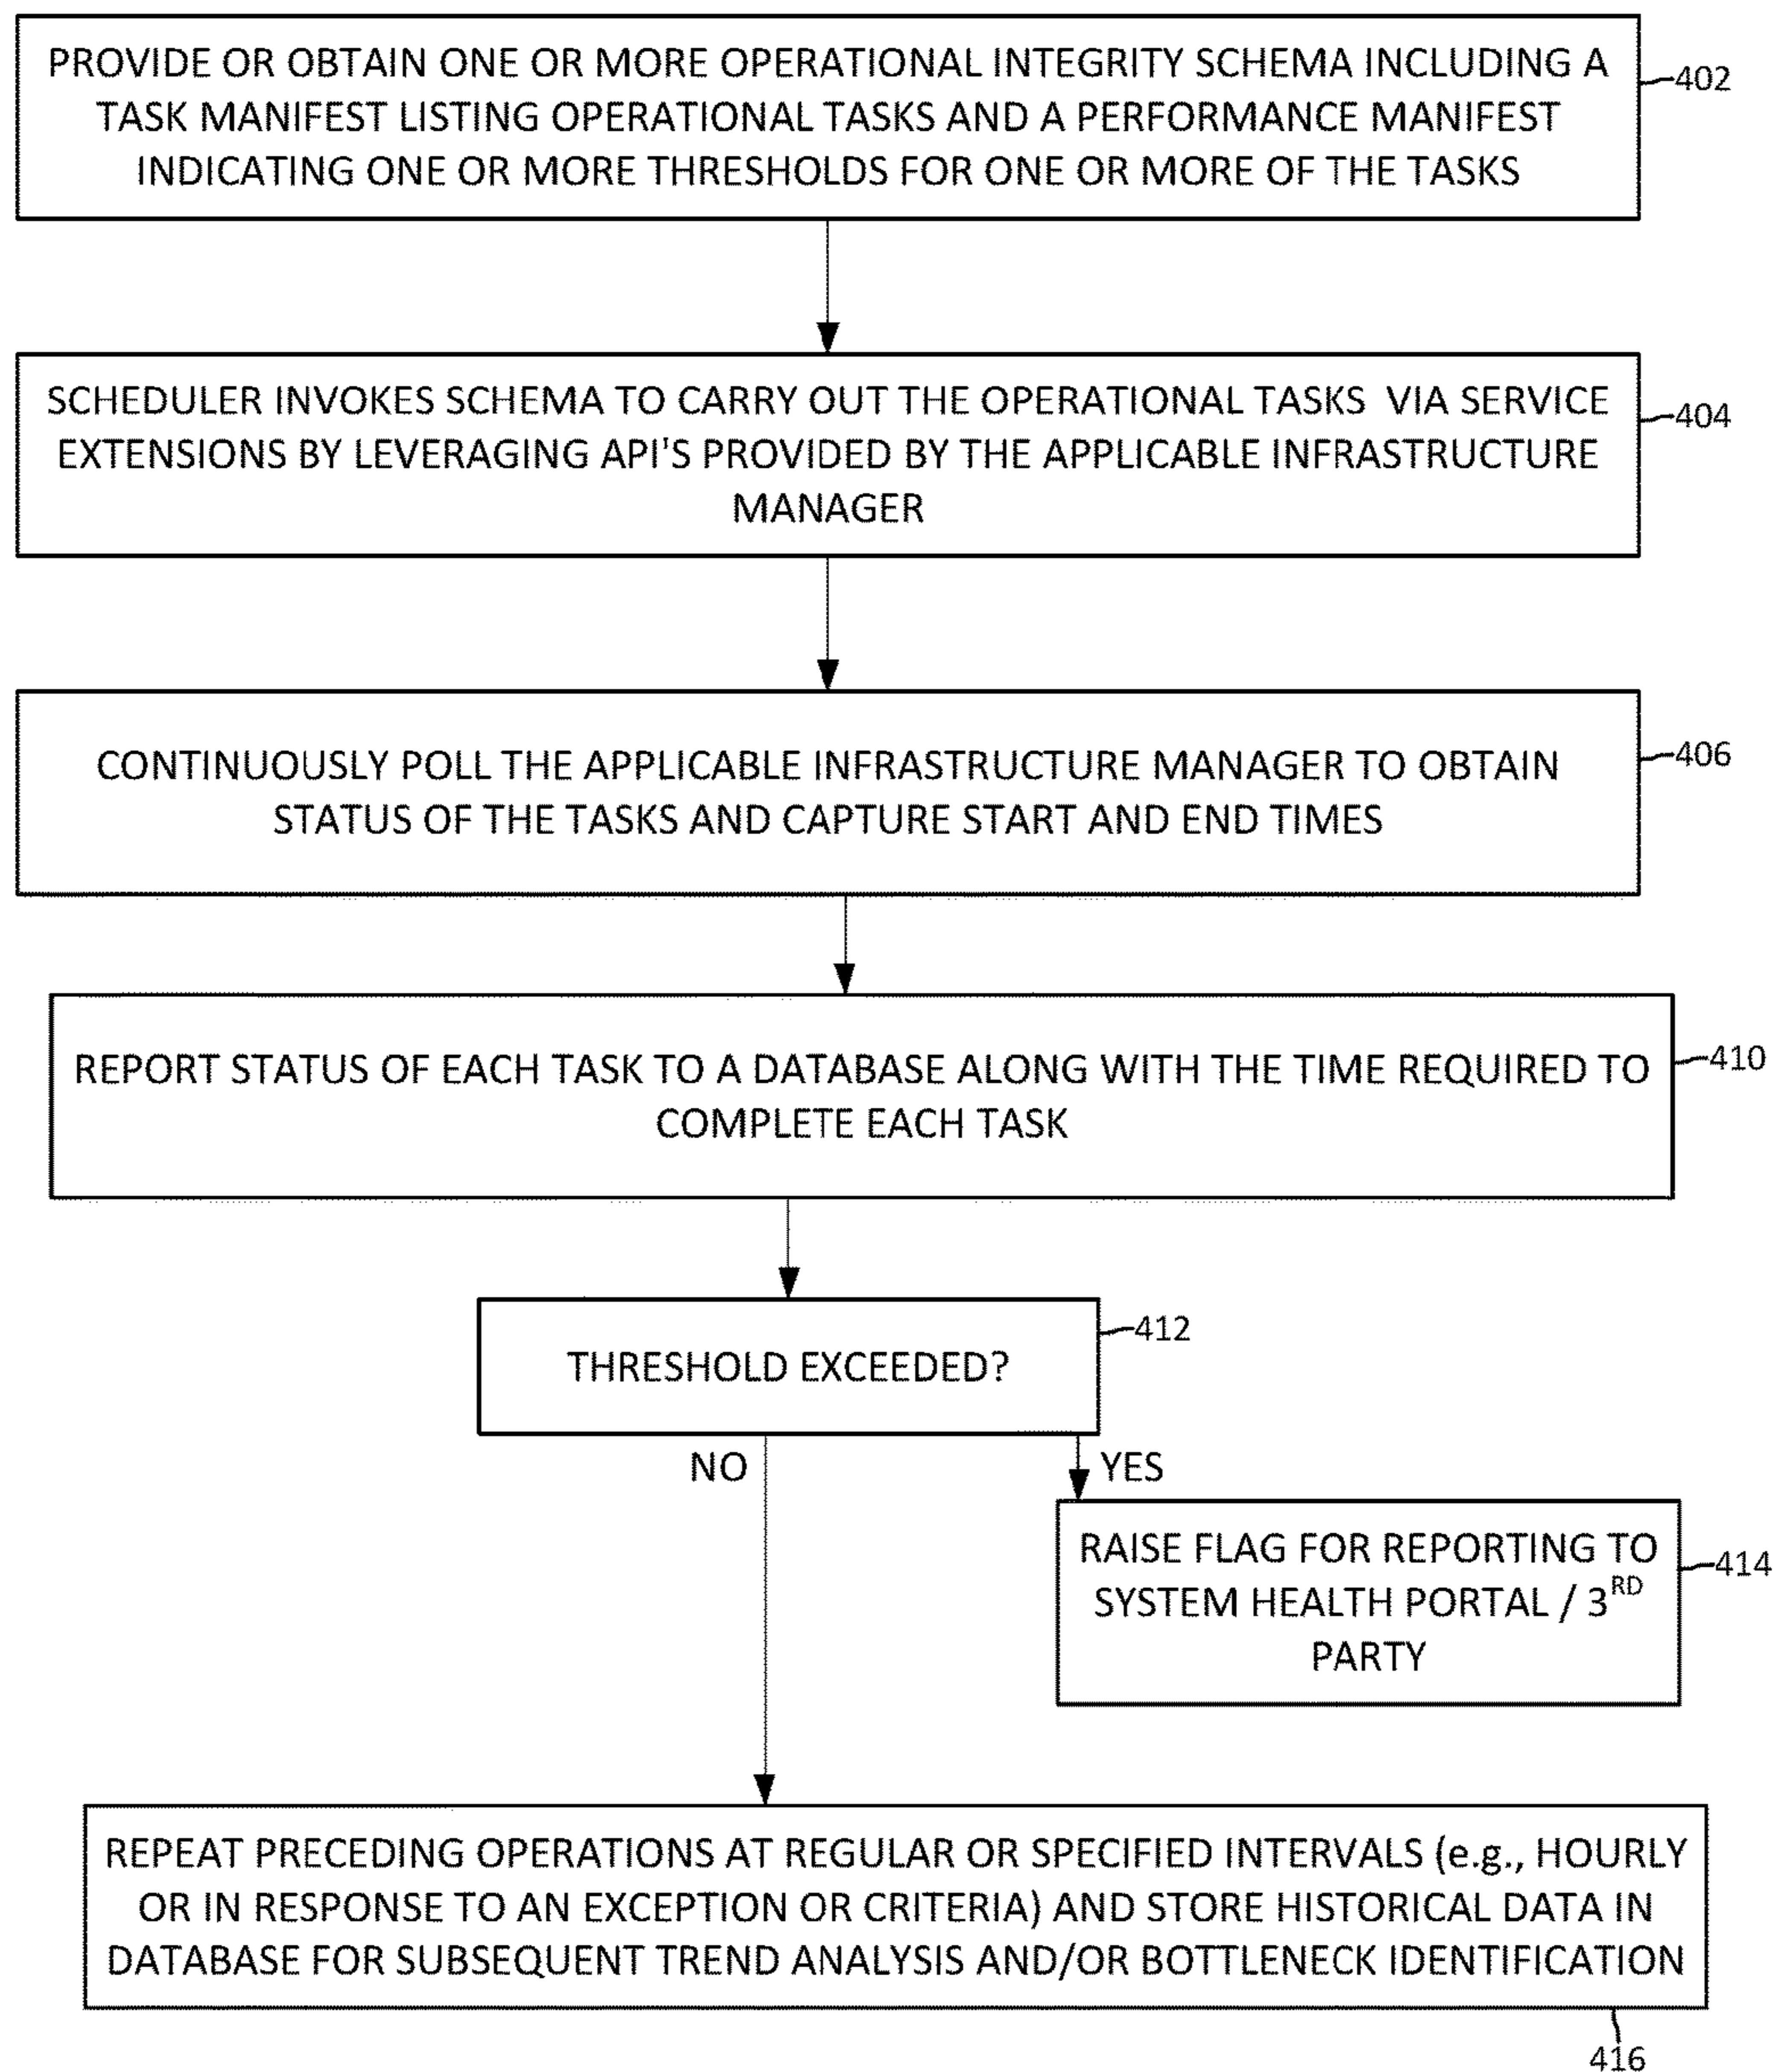 PROVIDE OR OBTAIN ONE OR MORE OPERATIONAL INTEGRITY SCHEMA INCLUDING A
TASK MANIFEST LISTING OPERATIONAL TASKS AND A PERFORMANCE MANIFEST
INDICATING ONE OR MORE THRESHOLDS FOR ONE OR MORE OF THE TASKS
402
SCHEDULER INVOKES SCHEMA TO CARRY OUT THE OPERATIONAL TASKS VIA SERVICE
EXTENSIONS BY LEVERAGING API'S PROVIDED BY THE APPLICABLE INFRASTRUCTURE
MANAGER
404
CONTINUOUSLY POLL THE APPLICABLE INFRASTRUCTURE MANAGER TO OBTAIN
STATUS OF THE TASKS AND CAPTURE START AND END TIMES
406
REPORT STATUS OF EACH TASK TO A DATABASE ALONG WITH THE TIME REQUIRED TO
COMPLETE EACH TASK
410
THRESHOLD EXCEEDED?
412
NO
YES
RAISE FLAG FOR REPORTING TO
SYSTEM HEALTH PORTAL / 3RD
PARTY
414
REPEAT PRECEDING OPERATIONS AT REGULAR OR SPECIFIED INTERVALS (e.g., HOURLY
OR IN RESPONSE TO AN EXCEPTION OR CRITERIA) AND STORE HISTORICAL DATA IN
DATABASE FOR SUBSEQUENT TREND ANALYSIS AND/OR BOTTLENECK IDENTIFICATION
416